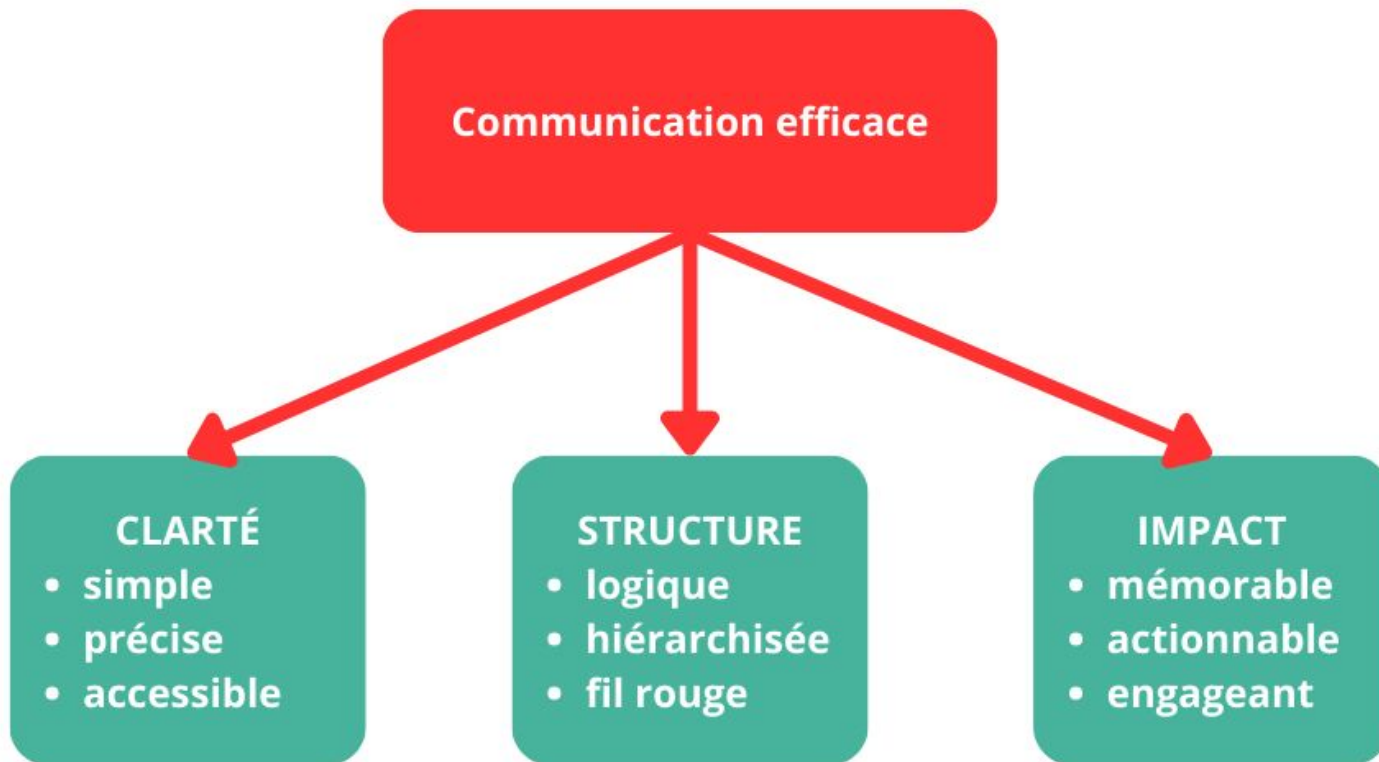 Communication efficace
CLARTÉ
• simple
• précise
• accessible
STRUCTURE
• logique
• hiérarchisée
• fil rouge
IMPACT
• mémorable
• actionnable
• engageant